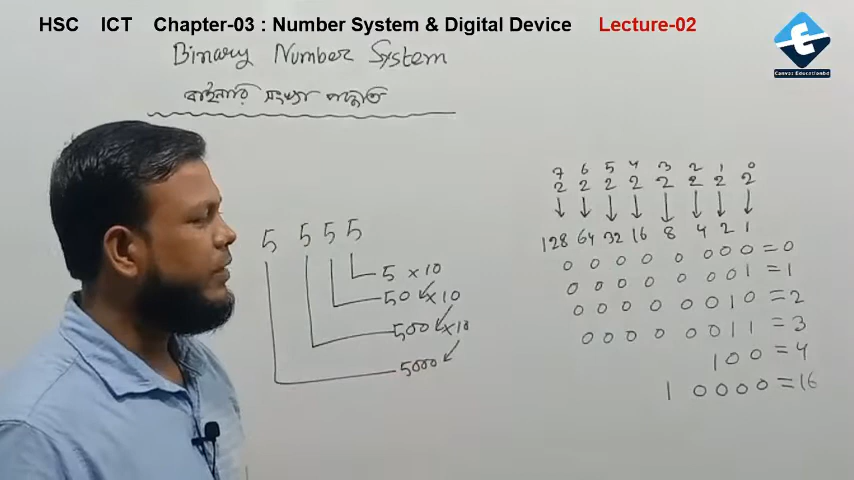 HSC ICT Chapter-03 : Number System & Digital Device Lecture-02
Canvas Educationbd
Binary Number System
বাইনারি সংখ্যা পদ্ধতি
5 5 5 5
5 × 10
50 × 10
500 × 10
5000
7 6 5 4 3 2 1 0
2 2 2 2 2 2 2 2
128 64 32 16 8 4 2 1
0 0 0 0 0 0 0 0 = 0
0 0 0 0 0 0 0 1 = 1
0 0 0 0 0 0 1 0 = 2
0 0 0 0 0 0 1 1 = 3
1 0 0 = 4
1 0 0 0 0 = 16